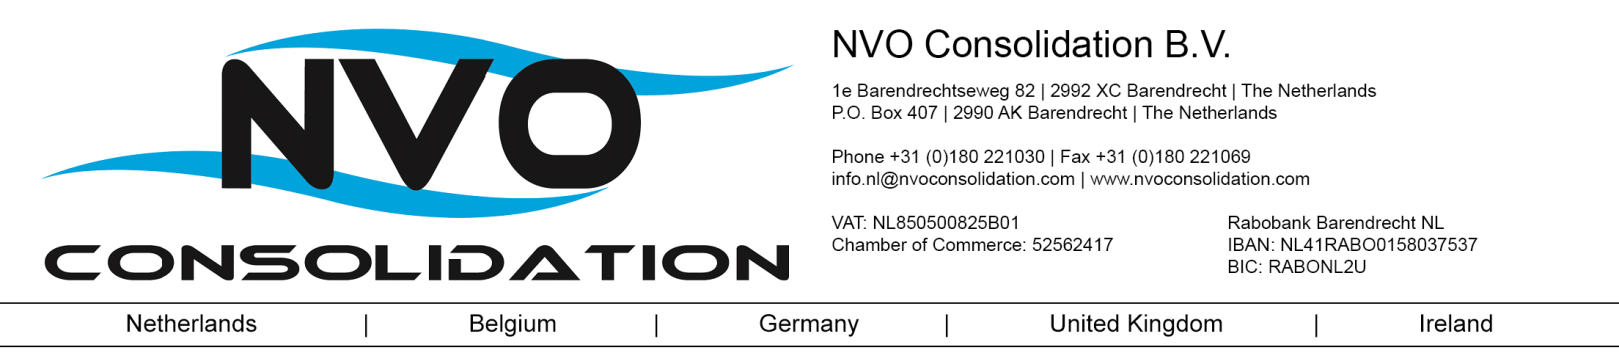 NVO
CONSOLIDATION
NVO Consolidation B.V.
1e Barendrechtseweg 82 | 2992 XC Barendrecht | The Netherlands
P.O. Box 407 | 2990 AK Barendrecht | The Netherlands
Phone +31 (0)180 221030 | Fax +31 (0)180 221069
info.nl@nvoconsolidation.com | www.nvoconsolidation.com
VAT: NL850500825B01
Chamber of Commerce: 52562417
Rabobank Barendrecht NL
IBAN: NL41RABO0158037537
BIC: RABONL2U
Netherlands | Belgium | Germany | United Kingdom | Ireland